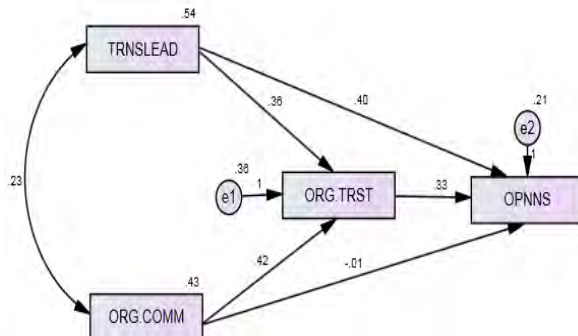 .54
TRNSLEAD
.36
.40
.21
e2
1
.23
.36
e1
1
ORG.TRST
.33
OPNNS
.42
-.01
.43
ORG.COMM